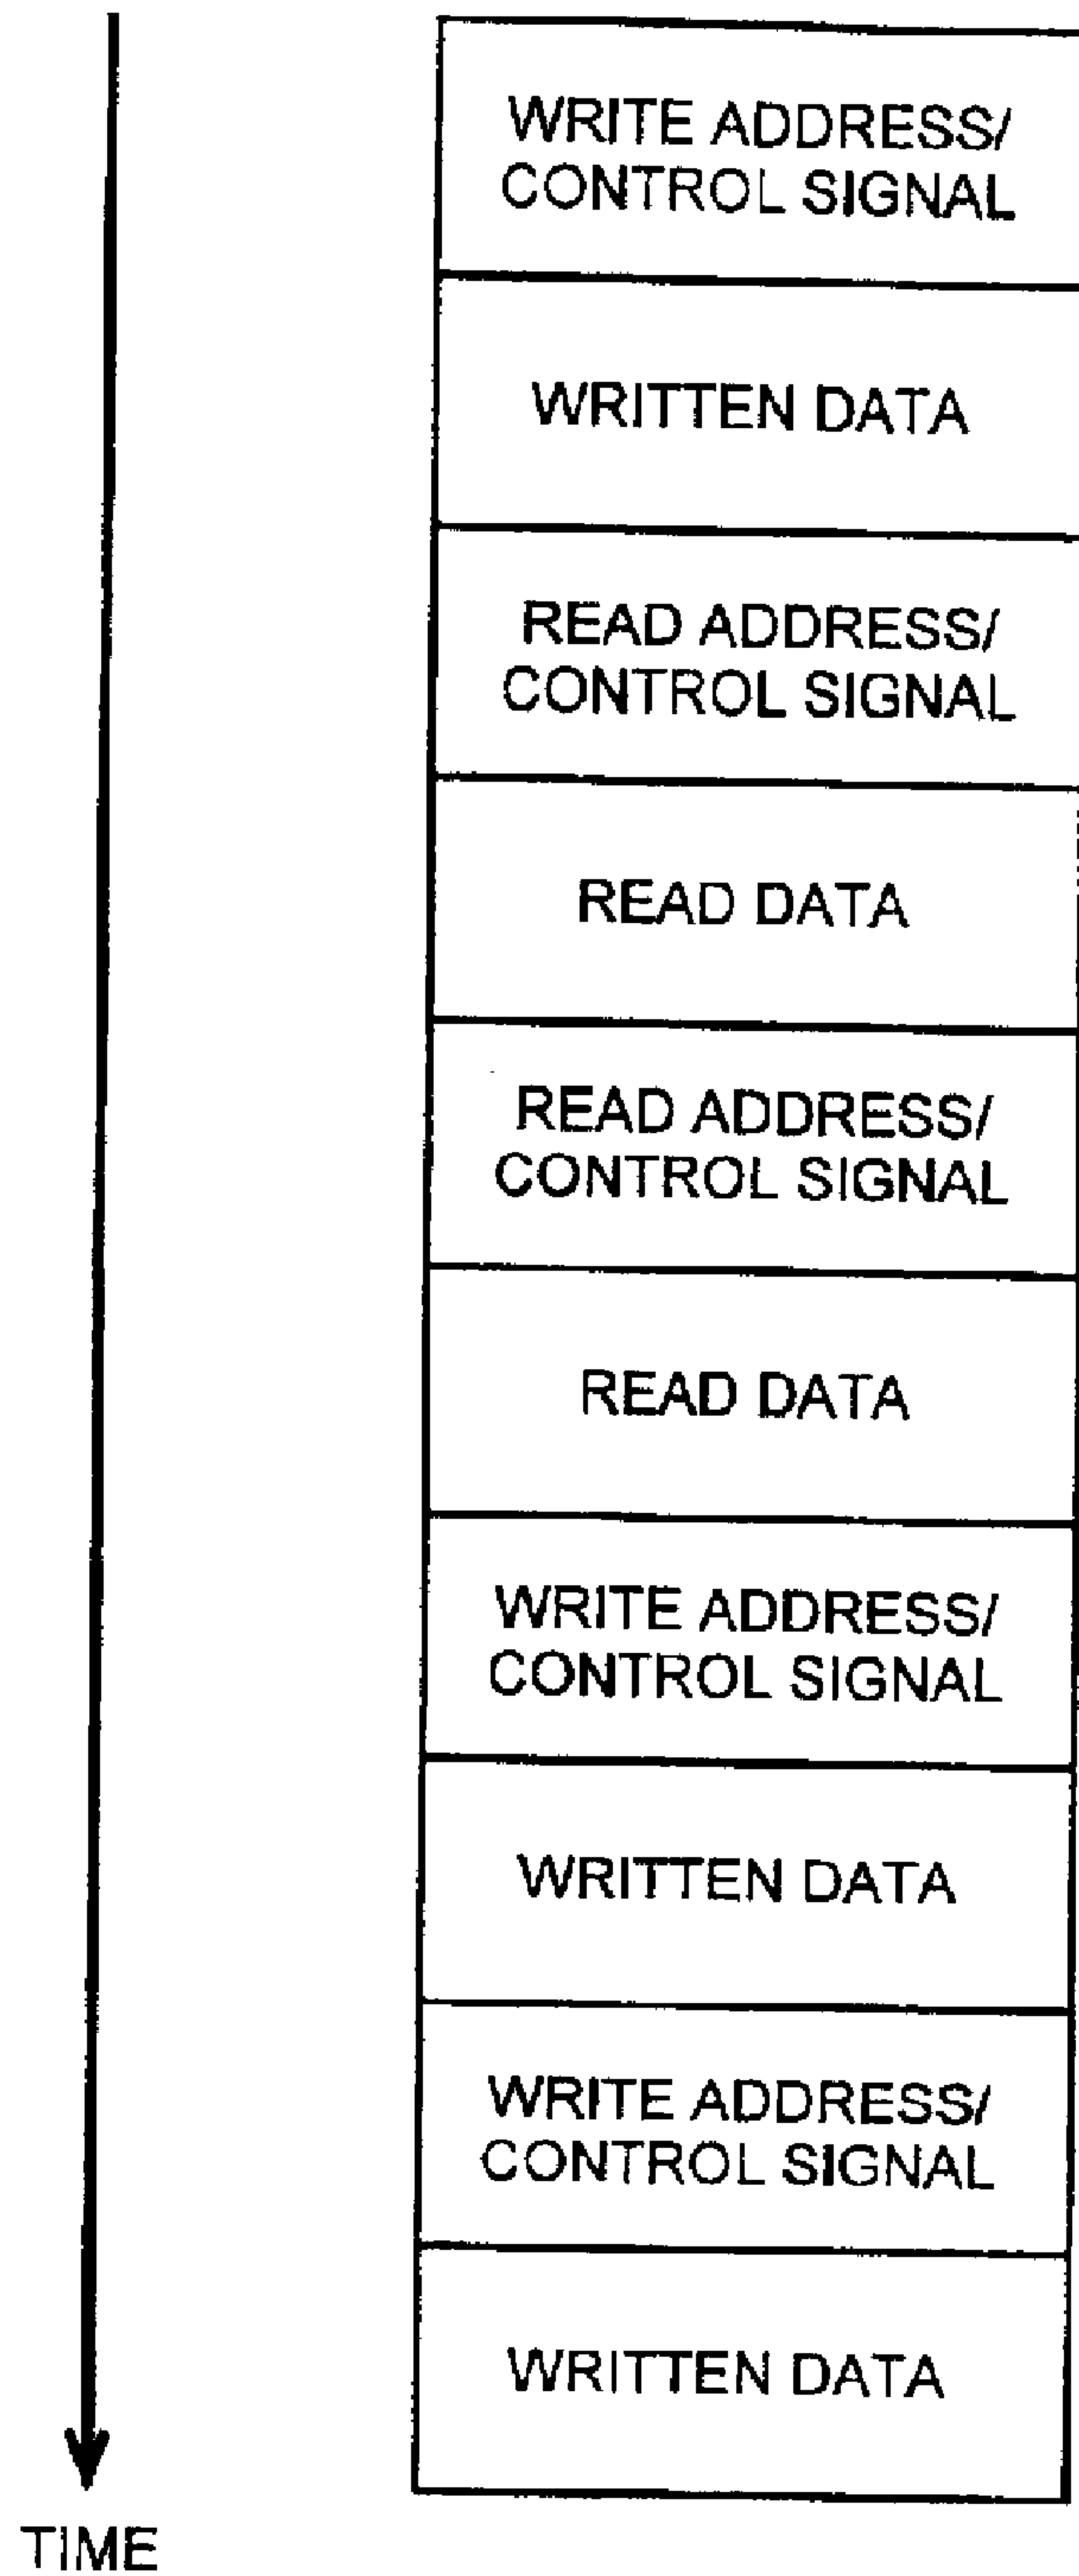 WRITE ADDRESS/
CONTROL SIGNAL
WRITTEN DATA
READ ADDRESS/
CONTROL SIGNAL
READ DATA
READ ADDRESS/
CONTROL SIGNAL
READ DATA
WRITE ADDRESS/
CONTROL SIGNAL
WRITTEN DATA
WRITE ADDRESS/
CONTROL SIGNAL
WRITTEN DATA
TIME